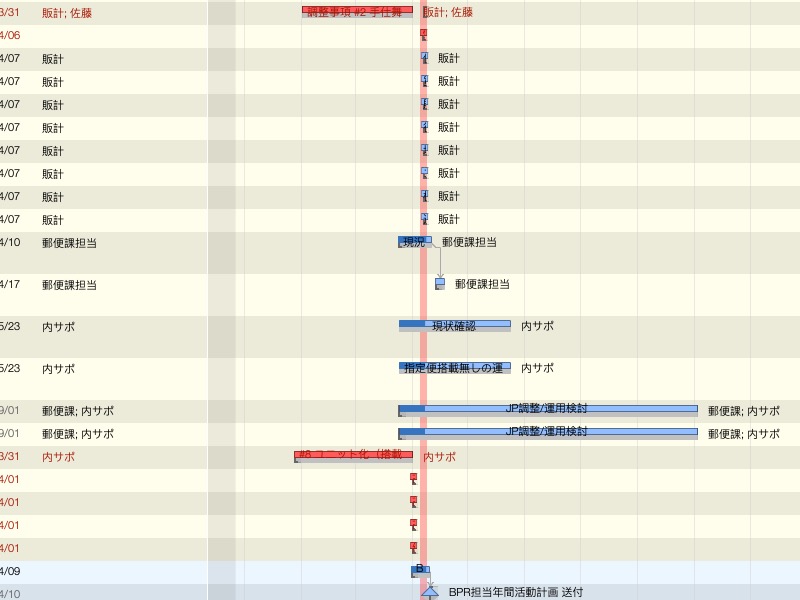 3/31 販計; 佐藤 調整事項 #2 手仕舞 販計; 佐藤
4/06
4/07 販計 販計
4/07 販計 販計
4/07 販計 販計
4/07 販計 販計
4/07 販計 販計
4/07 販計 販計
4/07 販計 販計
4/07 販計 販計
4/10 郵便課担当 現況 郵便課担当
4/17 郵便課担当 郵便課担当
5/23 内サポ 現状確認 内サポ
5/23 内サポ 指定便搭載無しの運 内サポ
9/01 郵便課; 内サポ JP調整/運用検討 郵便課; 内サポ
9/01 郵便課; 内サポ JP調整/運用検討 郵便課; 内サポ
3/31 内サポ #8 ユニット化（搭載 内サポ
4/01
4/01
4/01
4/01
4/09 B
4/10 BPR担当年間活動計画 送付